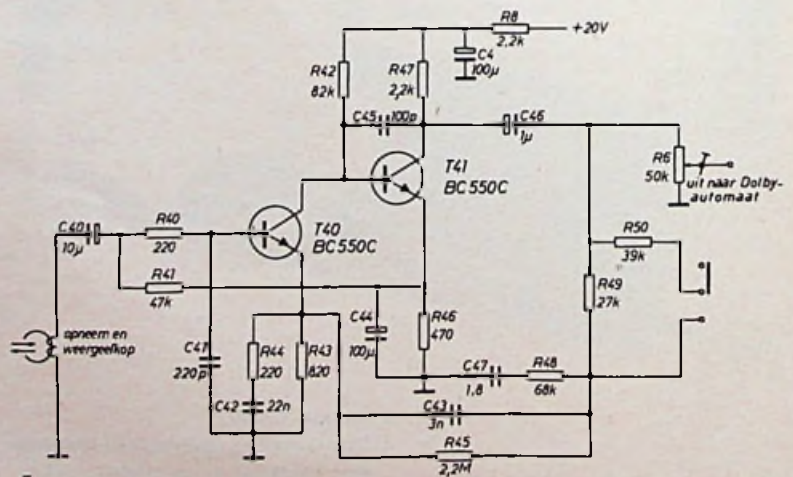 R8
2,2k
+20V
C4
100µ
R42
82k
R47
2,2k
C45
100p
C46
1µ
T41
BC550C
R6
50k
uit naar Dolby-
automaat
C40
10µ
R40
220
T40
BC550C
R50
39k
R41
47k
R49
27k
opneem en
weergeefkop
C44
100µ
R46
470
C41
220p
R44
220
R43
820
C47
1,8
R48
68k
C42
22n
C43
3n
R45
2,2M